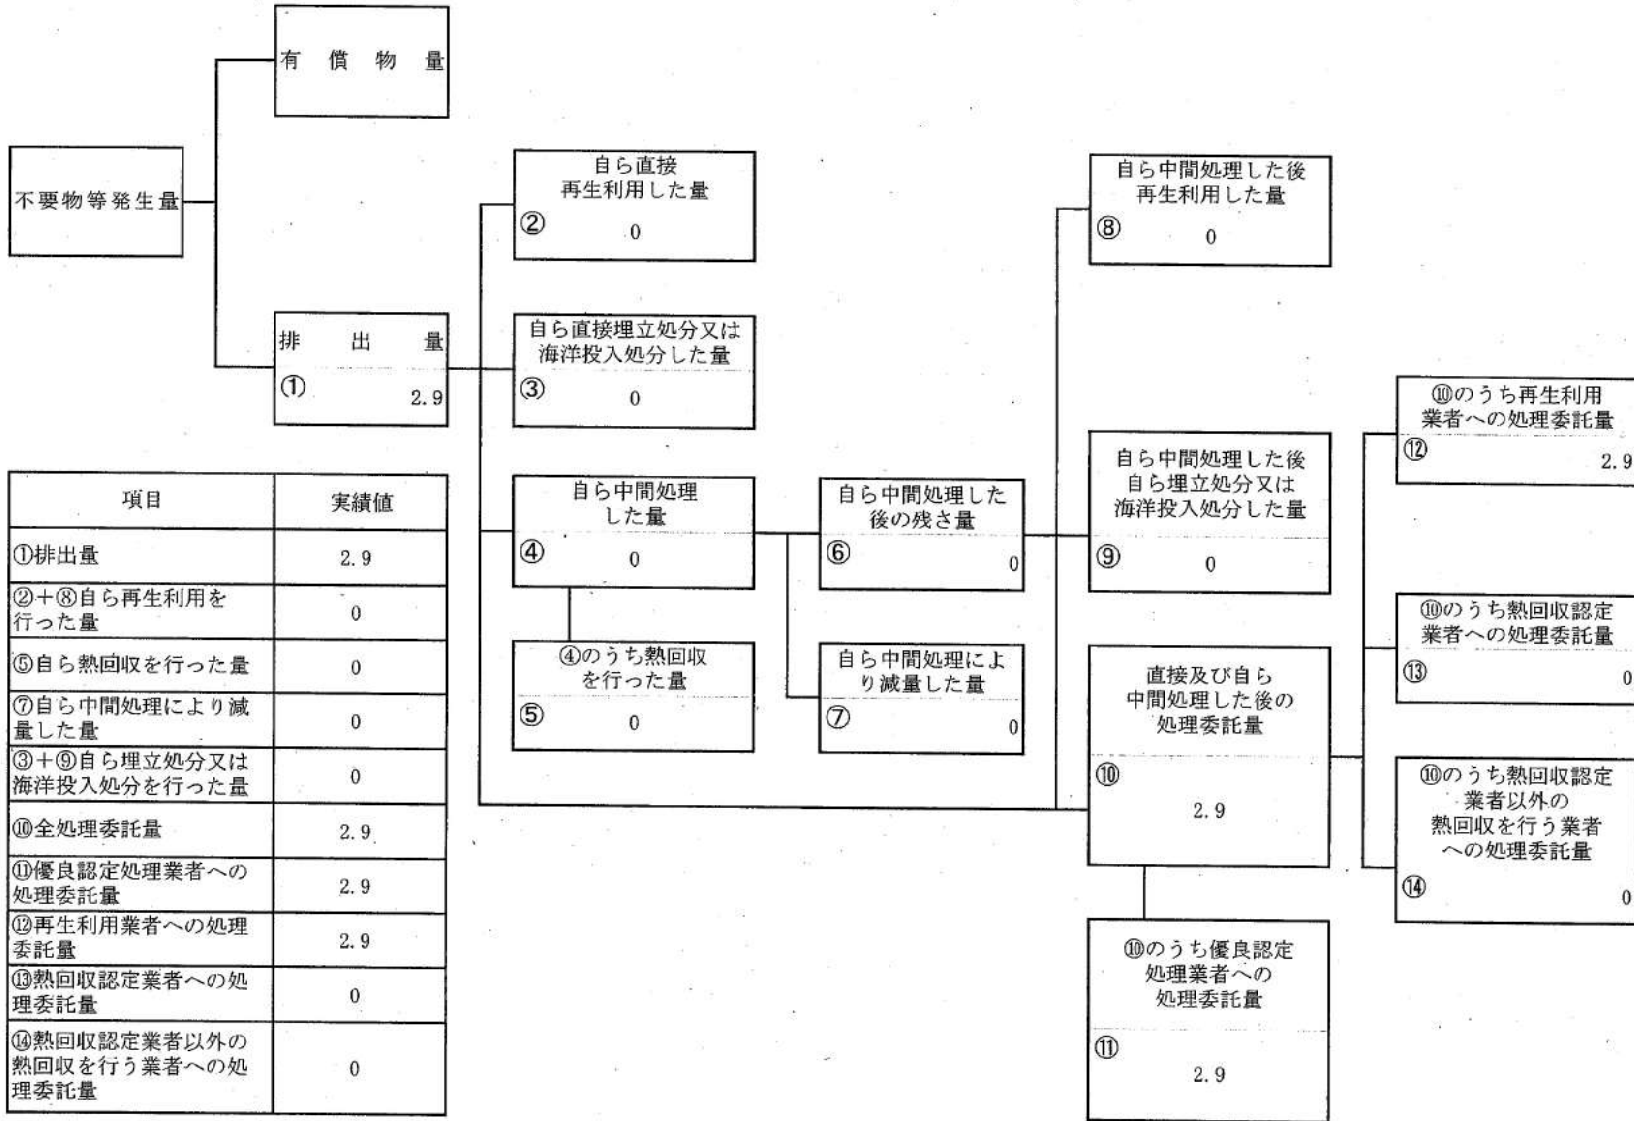 有償物量
不要物等発生量
排出量
①
2.9
自ら直接
再生利用した量
②
0
自ら直接埋立処分又は
海洋投入処分した量
③
0
自ら中間処理
した量
④
0
④のうち熱回収
を行った量
⑤
0
自ら中間処理した
後の残さ量
⑥
0
自ら中間処理によ
り減量した量
⑦
0
自ら中間処理した後
再生利用した量
⑧
0
自ら中間処理した後
自ら埋立処分又は
海洋投入処分した量
⑨
0
直接及び自ら
中間処理した後の
処理委託量
⑩
2.9
⑩のうち優良認定
処理業者への
処理委託量
⑪
2.9
⑩のうち再生利用
業者への処理委託量
⑫
2.9
⑩のうち熱回収認定
業者への処理委託量
⑬
0
⑩のうち熱回収認定
業者以外の
熱回収を行う業者
への処理委託量
⑭
0
項目 実績値
①排出量 2.9
②+⑧自ら再生利用を
行った量 0
⑤自ら熱回収を行った量 0
⑦自ら中間処理により減
量した量 0
③+⑨自ら埋立処分又は
海洋投入処分を行った量 0
⑩全処理委託量 2.9
⑪優良認定処理業者への
処理委託量 2.9
⑫再生利用業者への処理
委託量 2.9
⑬熱回収認定業者への処
理委託量 0
⑭熱回収認定業者以外の
熱回収を行う業者への処
理委託量 0